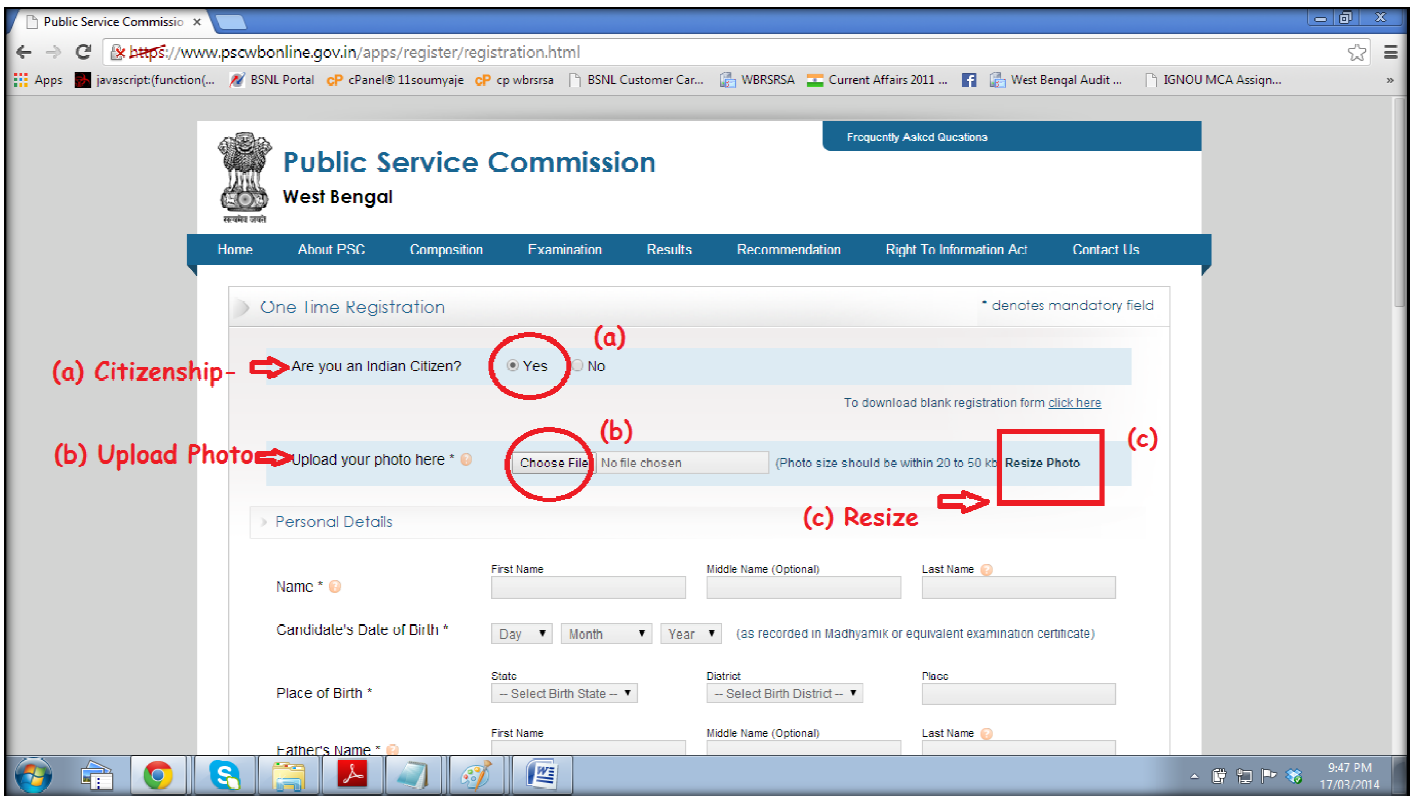 Public Service Commissio ×
https://www.pscwbonline.gov.in/apps/register/registration.html
Apps javascript:(function(... BSNL Portal cPanel® 11soumyaje cp wbrsrsa BSNL Customer Car... WBRSRSA Current Affairs 2011 ... West Bengal Audit ... IGNOU MCA Assign... »
Frequently Asked Questions
Public Service Commission
West Bengal
सत्यमेव जयते
Home About PSC Composition Examination Results Recommendation Right To Information Act Contact Us
One Time Registration * denotes mandatory field
(a)
(a) Citizenship- Are you an Indian Citizen? Yes No
To download blank registration form click here
(b) (c)
(b) Upload Photo Upload your photo here * Choose File No file chosen (Photo size should be within 20 to 50 kb) Resize Photo
(c) Resize
Personal Details
First Name Middle Name (Optional) Last Name
Name *
Candidate's Date of Birth * Day Month Year (as recorded in Madhyamik or equivalent examination certificate)
State District Place
Place of Birth * -- Select Birth State -- -- Select Birth District --
First Name Middle Name (Optional) Last Name
Father's Name *
9:47 PM
17/03/2014